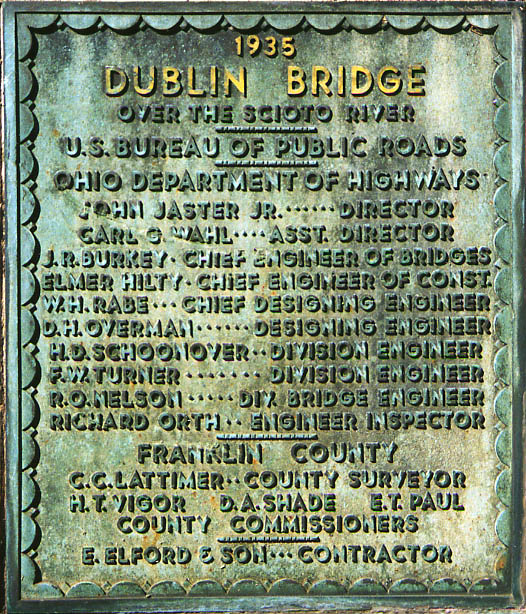 1935
DUBLIN BRIDGE
OVER THE SCIOTO RIVER
U.S. BUREAU OF PUBLIC ROADS
OHIO DEPARTMENT OF HIGHWAYS
JOHN JASTER JR.······DIRECTOR
CARL G WAHL····ASST. DIRECTOR
J.R.BURKEY·CHIEF ENGINEER OF BRIDGES
ELMER HILTY·CHIEF ENGINEER OF CONST.
W.H. RABE···CHIEF DESIGNING ENGINEER
D.H.OVERMAN······DESIGNING ENGINEER
H.D.SCHOONOVER··DIVISION ENGINEER
F.W.TURNER········DIVISION ENGINEER
R.O.NELSON·····DIV. BRIDGE ENGINEER
RICHARD ORTH··ENGINEER INSPECTOR
FRANKLIN COUNTY
C.C.LATTIMER··COUNTY SURVEYOR
H.T.VIGOR D.A.SHADE E.T.PAUL
COUNTY COMMISSIONERS
E. ELFORD & SON···CONTRACTOR